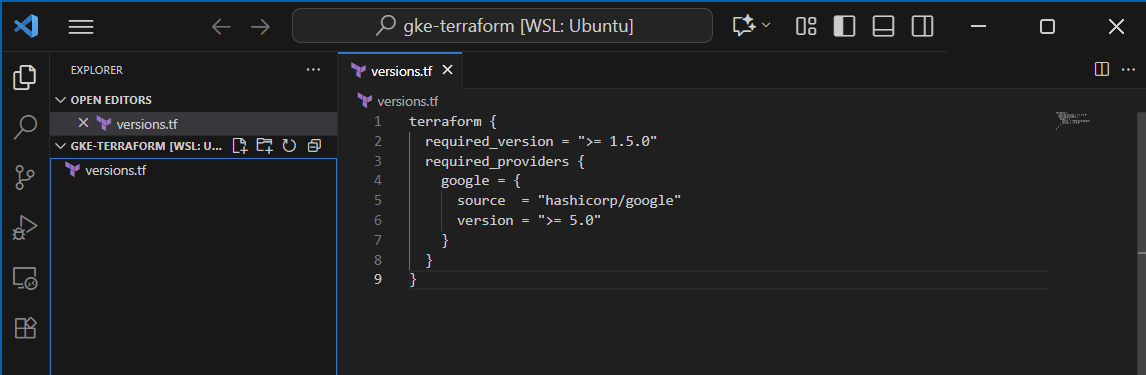 gke-terraform [WSL: Ubuntu]
EXPLORER
OPEN EDITORS
versions.tf
GKE-TERRAFORM [WSL: U...
versions.tf
versions.tf
versions.tf
1 terraform {
2   required_version = ">= 1.5.0"
3   required_providers {
4     google = {
5       source  = "hashicorp/google"
6       version = ">= 5.0"
7     }
8   }
9 }